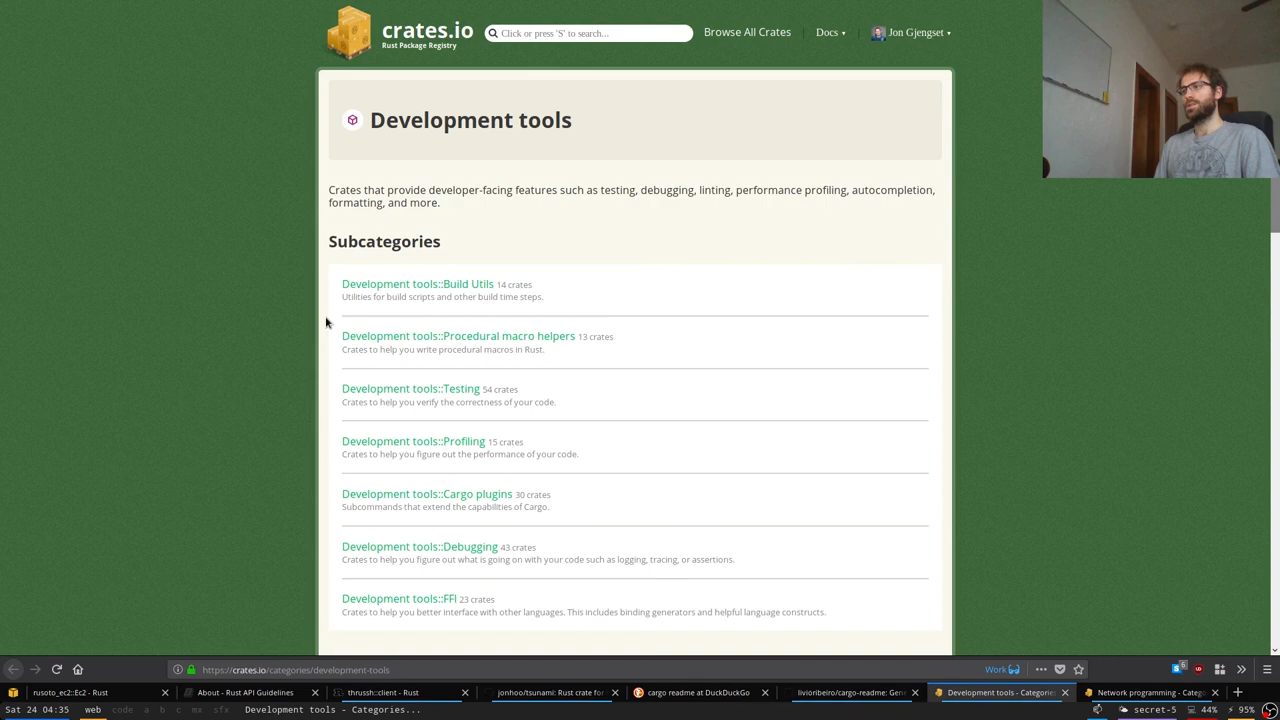 crates.io
Rust Package Registry
Click or press 'S' to search...
Browse All Crates
Docs ▾
Jon Gjengset ▾
Development tools
Crates that provide developer-facing features such as testing, debugging, linting, performance profiling, autocompletion,
formatting, and more.
Subcategories
Development tools::Build Utils 14 crates
Utilities for build scripts and other build time steps.
Development tools::Procedural macro helpers 13 crates
Crates to help you write procedural macros in Rust.
Development tools::Testing 54 crates
Crates to help you verify the correctness of your code.
Development tools::Profiling 15 crates
Crates to help you figure out the performance of your code.
Development tools::Cargo plugins 30 crates
Subcommands that extend the capabilities of Cargo.
Development tools::Debugging 43 crates
Crates to help you figure out what is going on with your code such as logging, tracing, or assertions.
Development tools::FFI 23 crates
Crates to help you better interface with other languages. This includes binding generators and helpful language constructs.
https://crates.io/categories/development-tools
Work
rusoto_ec2::Ec2 - Rust
About - Rust API Guidelines
thrussh::client - Rust
jonhoo/tsunami: Rust crate for
cargo readme at DuckDuckGo
livioribeiro/cargo-readme: Gene
Development tools - Categories
Network programming - Catego
Sat 24 04:35 web code a b c mx sfx Development tools - Categories...
secret-5 44% 95%